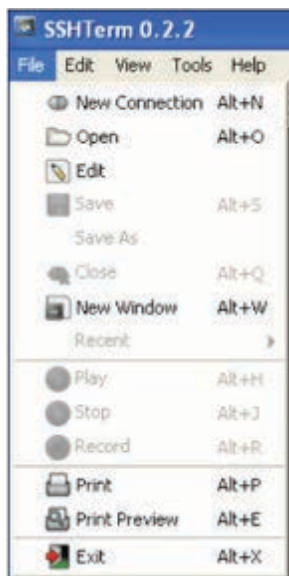 SSHTerm 0.2.2
File Edit View Tools Help
New Connection Alt+N
Open Alt+O
Edit
Save Alt+S
Save As
Close Alt+Q
New Window Alt+W
Recent
Play Alt+H
Stop Alt+J
Record Alt+R
Print Alt+P
Print Preview Alt+E
Exit Alt+X